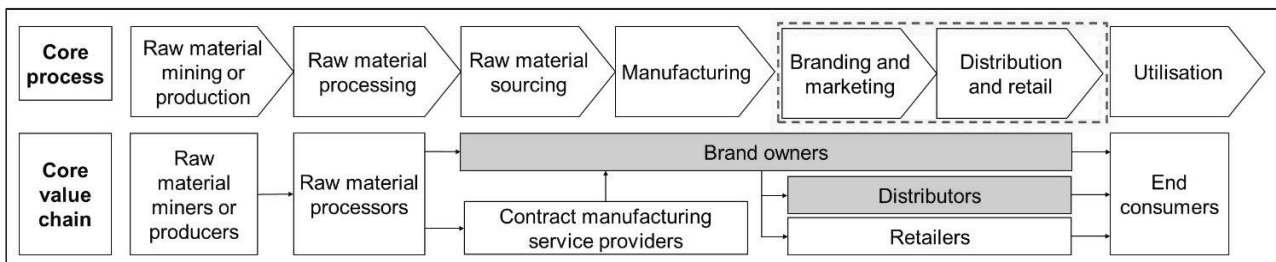 Core
process
Raw material
mining or
production
Raw material
processing
Raw material
sourcing
Manufacturing
Branding and
marketing
Distribution
and retail
Utilisation
Core
value
chain
Raw
material
miners or
producers
Raw material
processors
Brand owners
Contract manufacturing
service providers
Distributors
Retailers
End
consumers